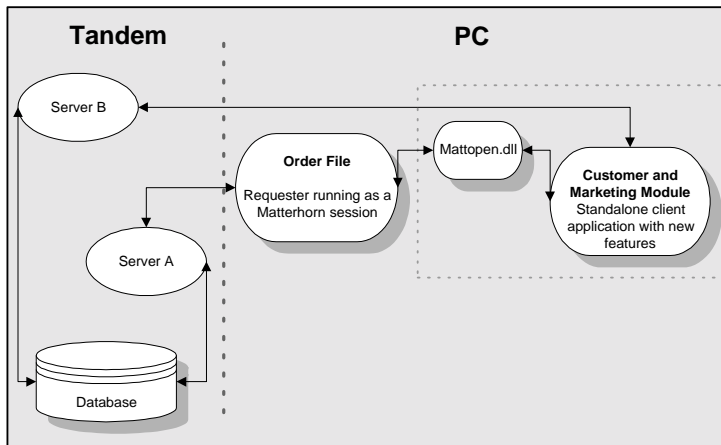 Tandem
PC
Server B
Mattopen.dll
Order File
Requester running as a
Matterhorn session
Customer and
Marketing Module
Standalone client
application with new
features
Server A
Database